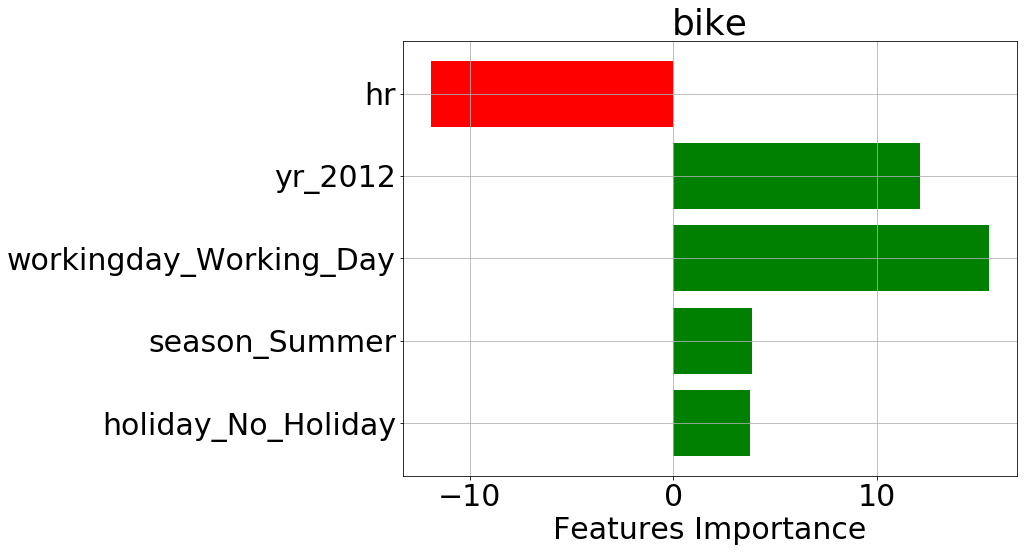 bike
hr
yr_2012
workingday_Working_Day
season_Summer
holiday_No_Holiday
−10 0 10
Features Importance